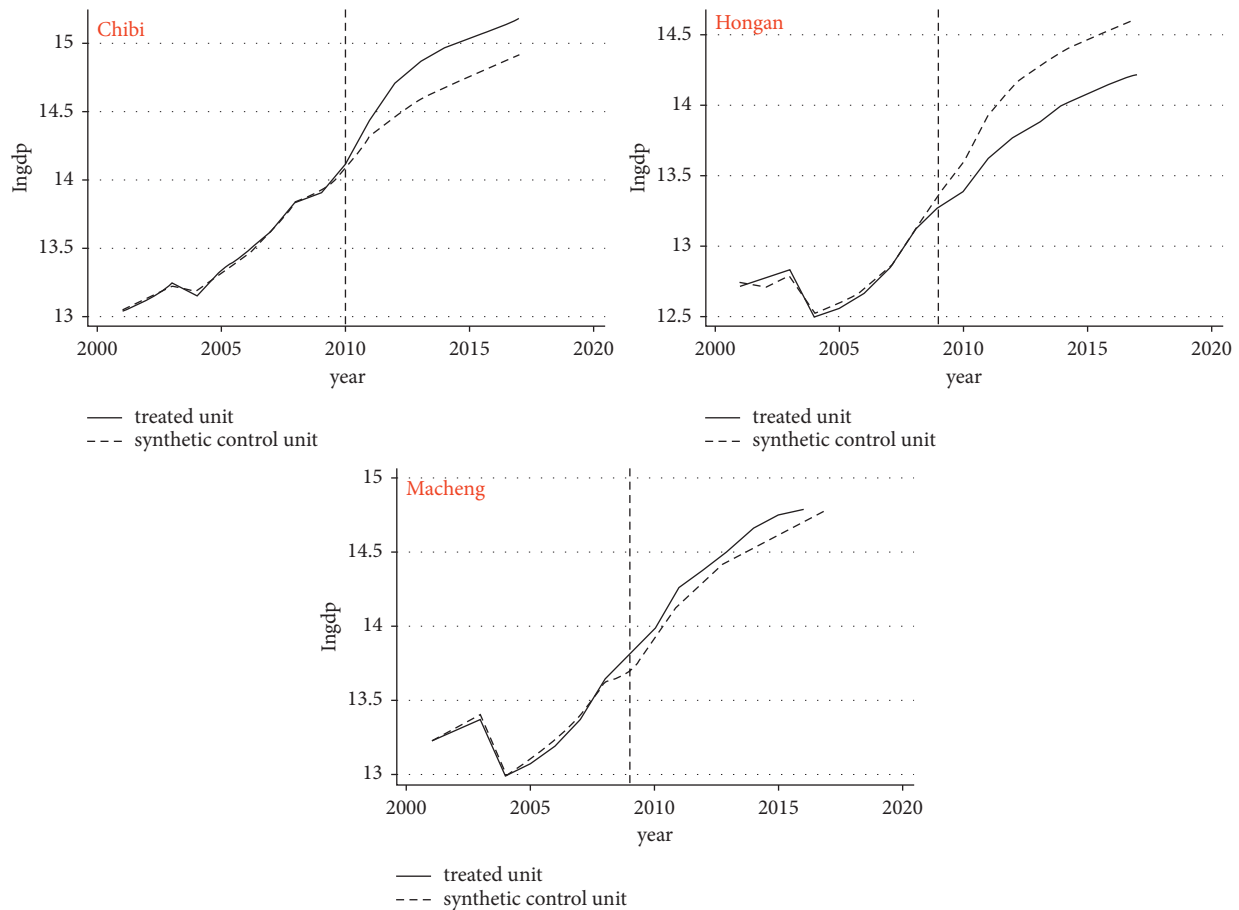 Chibi
15
14.5
14
13.5
13
lngdp
2000 2005 2010 2015 2020
year
treated unit
synthetic control unit
Hongan
14.5
14
13.5
13
12.5
lngdp
2000 2005 2010 2015 2020
year
treated unit
synthetic control unit
Macheng
15
14.5
14
13.5
13
lngdp
2000 2005 2010 2015 2020
year
treated unit
synthetic control unit